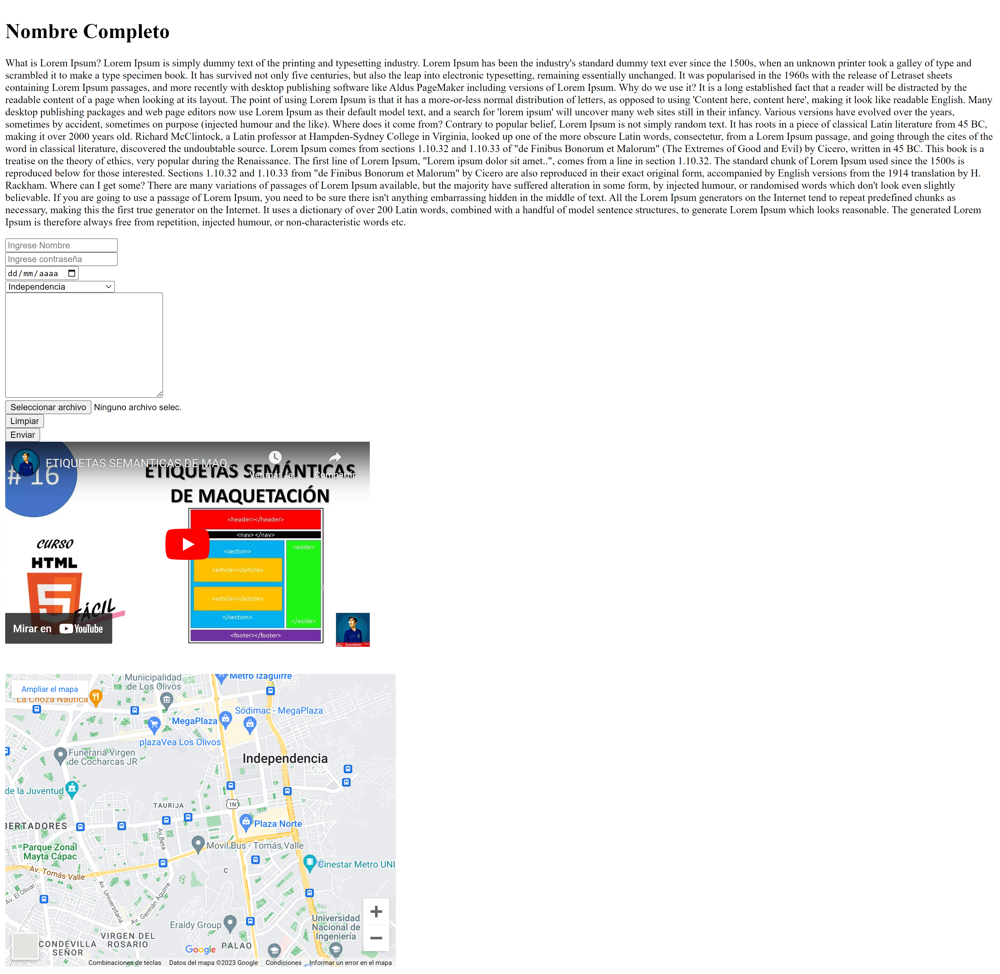 Nombre Completo
What is Lorem Ipsum? Lorem Ipsum is simply dummy text of the printing and typesetting industry. Lorem Ipsum has been the industry's standard dummy text ever since the 1500s, when an unknown printer took a galley of type and
scrambled it to make a type specimen book. It has survived not only five centuries, but also the leap into electronic typesetting, remaining essentially unchanged. It was popularised in the 1960s with the release of Letraset sheets
containing Lorem Ipsum passages, and more recently with desktop publishing software like Aldus PageMaker including versions of Lorem Ipsum. Why do we use it? It is a long established fact that a reader will be distracted by the
readable content of a page when looking at its layout. The point of using Lorem Ipsum is that it has a more-or-less normal distribution of letters, as opposed to using 'Content here, content here', making it look like readable English. Many
desktop publishing packages and web page editors now use Lorem Ipsum as their default model text, and a search for 'lorem ipsum' will uncover many web sites still in their infancy. Various versions have evolved over the years,
sometimes by accident, sometimes on purpose (injected humour and the like). Where does it come from? Contrary to popular belief, Lorem Ipsum is not simply random text. It has roots in a piece of classical Latin literature from 45 BC,
making it over 2000 years old. Richard McClintock, a Latin professor at Hampden-Sydney College in Virginia, looked up one of the more obscure Latin words, consectetur, from a Lorem Ipsum passage, and going through the cites of the
word in classical literature, discovered the undoubtable source. Lorem Ipsum comes from sections 1.10.32 and 1.10.33 of "de Finibus Bonorum et Malorum" (The Extremes of Good and Evil) by Cicero, written in 45 BC. This book is a
treatise on the theory of ethics, very popular during the Renaissance. The first line of Lorem Ipsum, "Lorem ipsum dolor sit amet..", comes from a line in section 1.10.32. The standard chunk of Lorem Ipsum used since the 1500s is
reproduced below for those interested. Sections 1.10.32 and 1.10.33 from "de Finibus Bonorum et Malorum" by Cicero are also reproduced in their exact original form, accompanied by English versions from the 1914 translation by H.
Rackham. Where can I get some? There are many variations of passages of Lorem Ipsum available, but the majority have suffered alteration in some form, by injected humour, or randomised words which don't look even slightly
believable. If you are going to use a passage of Lorem Ipsum, you need to be sure there isn't anything embarrassing hidden in the middle of text. All the Lorem Ipsum generators on the Internet tend to repeat predefined chunks as
necessary, making this the first true generator on the Internet. It uses a dictionary of over 200 Latin words, combined with a handful of model sentence structures, to generate Lorem Ipsum which looks reasonable. The generated Lorem
Ipsum is therefore always free from repetition, injected humour, or non-characteristic words etc.
Ingrese Nombre
Ingrese contraseña
dd/mm/aaaa
Independencia
Seleccionar archivo Ninguno archivo selec.
Limpiar
Enviar
ETIQUETAS SEMANTICAS DE MAQ...
Ver más ta... Compartir
# 16
ETIQUETAS SEMÁNTICAS
DE MAQUETACIÓN
<header></header>
<nav></nav>
<section>
<aside>
<article></article>
<article></article>
</section>
</aside>
<footer></footer>
CURSO
HTML
5
FÁCIL
Mirar en YouTube
Suscríbete!
Ampliar el mapa
Municipalidad
de Los Olivos
Metro Izaguirre
La Choza Nautica
Sodimac - MegaPlaza
MegaPlaza
plazaVea Los Olivos
Funeraria Virgen
de Cocharcas JR
Independencia
de la Juventud
TAURIJA
1N
BERTADORES
Av. Beta
Plaza Norte
Parque Zonal
Mayta Cápac
Movil Bus - Tomás Valle
Cinestar Metro UNI
Av. Tomás Valle
C
Av. El Olivar
Av. Universitaria
Av. Germán Aguirre
Eraldy Group
Universidad
Nacional de
Ingeniería
VIRGEN DEL
ROSARIO
CONDEVILLA
SEÑOR
PALAO
Google
Combinaciones de teclas Datos del mapa ©2023 Google Condiciones Informar un error en el mapa